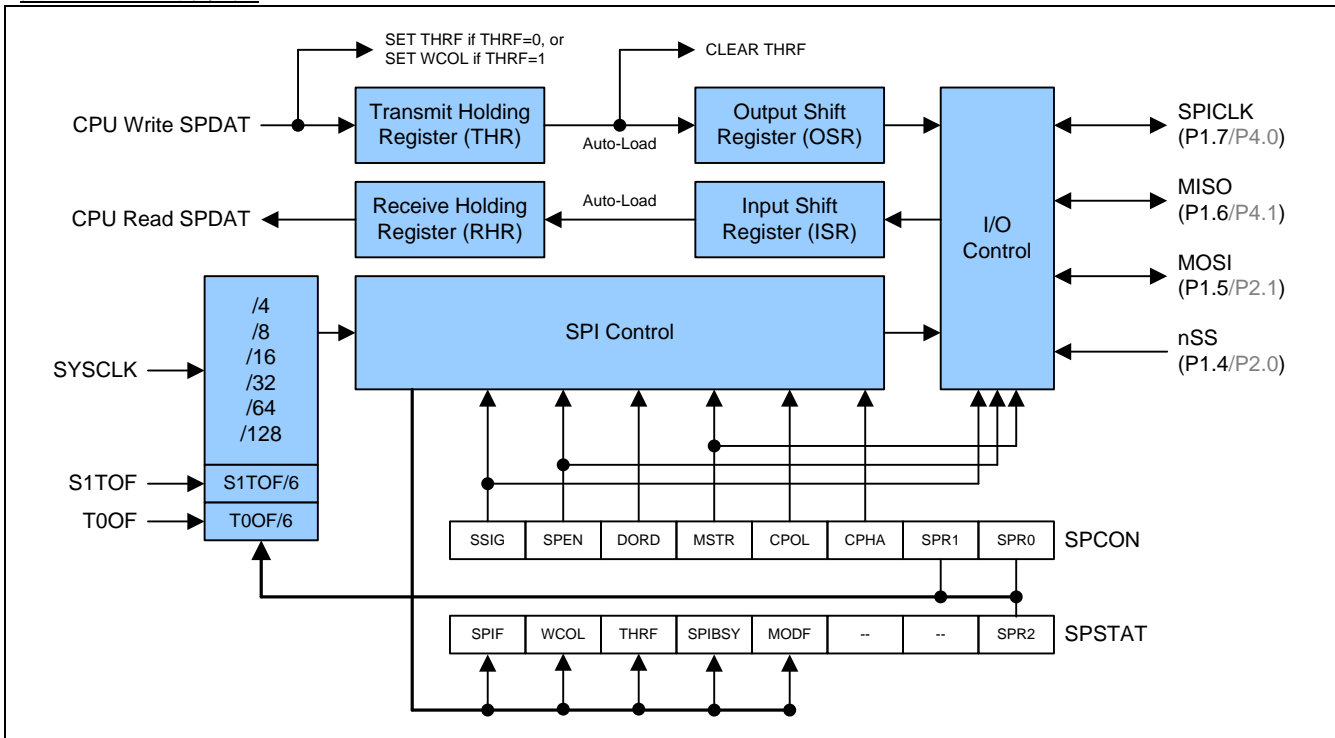 SET THRF if THRF=0, or
SET WCOL if THRF=1
CLEAR THRF
CPU Write SPDAT
Transmit Holding
Register (THR)
Auto-Load
Output Shift
Register (OSR)
CPU Read SPDAT
Receive Holding
Register (RHR)
Auto-Load
Input Shift
Register (ISR)
I/O
Control
SPICLK
(P1.7/P4.0)
MISO
(P1.6/P4.1)
MOSI
(P1.5/P2.1)
nSS
(P1.4/P2.0)
SYSCLK
/4
/8
/16
/32
/64
/128
SPI Control
S1TOF
S1TOF/6
T0OF
T0OF/6
SSIG SPEN DORD MSTR CPOL CPHA SPR1 SPR0 SPCON
SPIF WCOL THRF SPIBSY MODF -- -- SPR2 SPSTAT